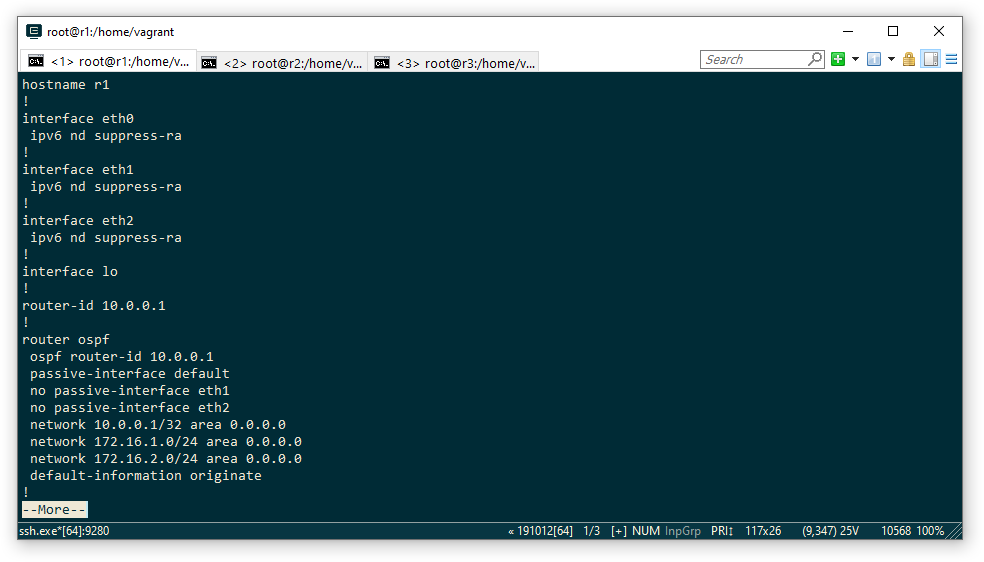 root@r1:/home/vagrant
<1> root@r1:/home/v... <2> root@r2:/home/v... <3> root@r3:/home/v... Search
hostname r1
!
interface eth0
 ipv6 nd suppress-ra
!
interface eth1
 ipv6 nd suppress-ra
!
interface eth2
 ipv6 nd suppress-ra
!
interface lo
!
router-id 10.0.0.1
!
router ospf
 ospf router-id 10.0.0.1
 passive-interface default
 no passive-interface eth1
 no passive-interface eth2
 network 10.0.0.1/32 area 0.0.0.0
 network 172.16.1.0/24 area 0.0.0.0
 network 172.16.2.0/24 area 0.0.0.0
 default-information originate
!
--More--
ssh.exe*[64]:9280 « 191012[64] 1/3 [+] NUM InpGrp PRI↕ 117x26 (9,347) 25V 10568 100%